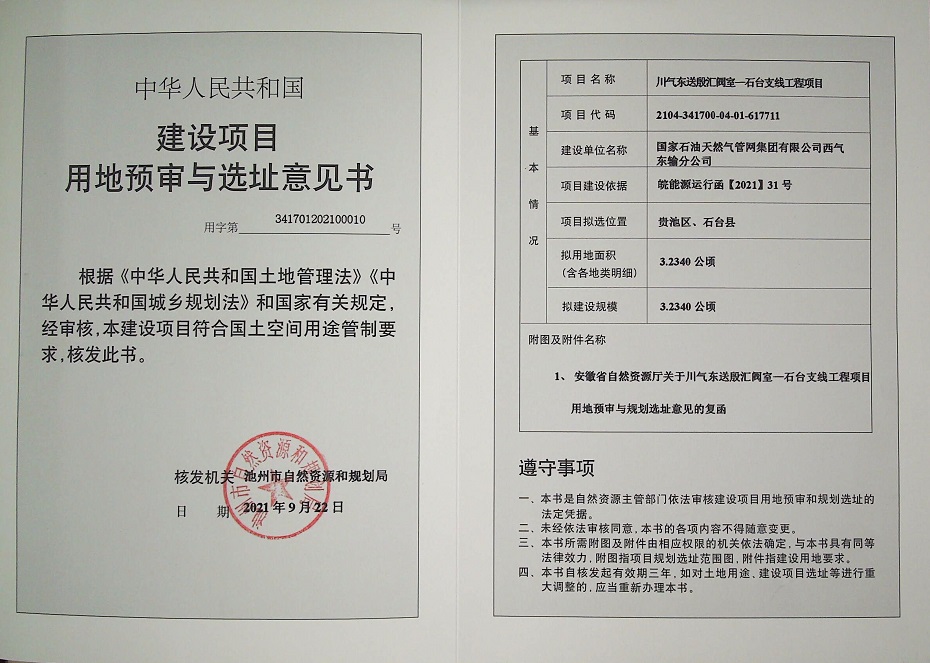 中华人民共和国
建设项目
用地预审与选址意见书
用字第 341701202100010 号
根据《中华人民共和国土地管理法》《中
华人民共和国城乡规划法》和国家有关规定，
经审核，本建设项目符合国土空间用途管制要
求，核发此书。
核发机关 池州市自然资源和规划局
日 期 2021年9月22日
池州市自然资源和规划局
基本情况
项目名称 川气东送殷汇阀室—石台支线工程项目
项目代码 2104-341700-04-01-617711
建设单位名称 国家石油天然气管网集团有限公司西气
东输分公司
项目建设依据 皖能源运行函【2021】31号
项目拟选位置 贵池区、石台县
拟用地面积
（含各地类明细） 3.2340公顷
拟建设规模 3.2340公顷
附图及附件名称
1、安徽省自然资源厅关于川气东送殷汇阀室—石台支线工程项目
用地预审与规划选址意见的复函
遵守事项
一、本书是自然资源主管部门依法审核建设项目用地预审和规划选址的
法定凭据。
二、未经依法审核同意，本书的各项内容不得随意变更。
三、本书所需附图及附件由相应权限的机关依法确定，与本书具有同等
法律效力，附图指项目规划选址范围图，附件指建设用地要求。
四、本书自核发起有效期三年，如对土地用途、建设项目选址等进行重
大调整的，应当重新办理本书。